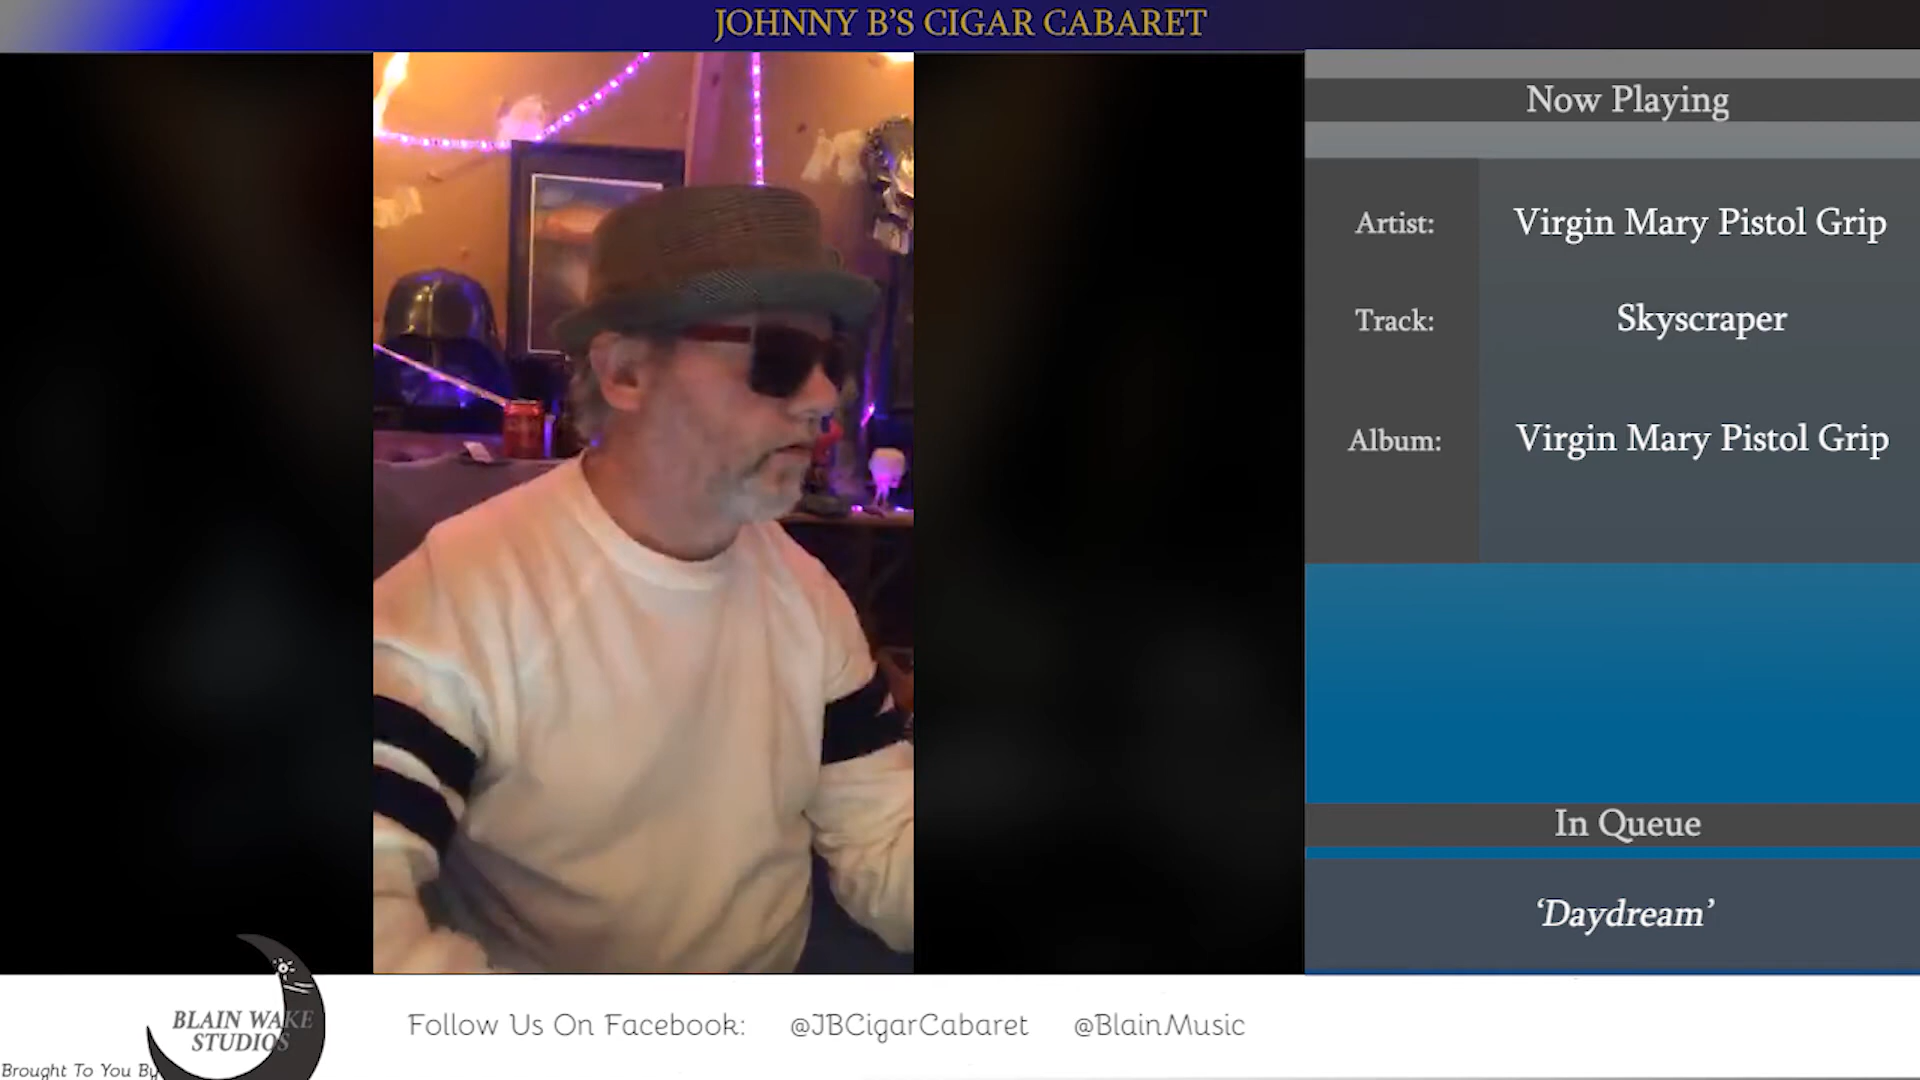 JOHNNY B'S CIGAR CABARET
Now Playing
Artist: Virgin Mary Pistol Grip
Track: Skyscraper
Album: Virgin Mary Pistol Grip
In Queue
‘Daydream’
BLAIN WAKE
STUDIOS
Follow Us On Facebook: @JBCigarCabaret @BlainMusic
Brought To You By